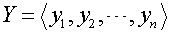 Y = ⟨y₁, y₂, ⋯, yₙ⟩